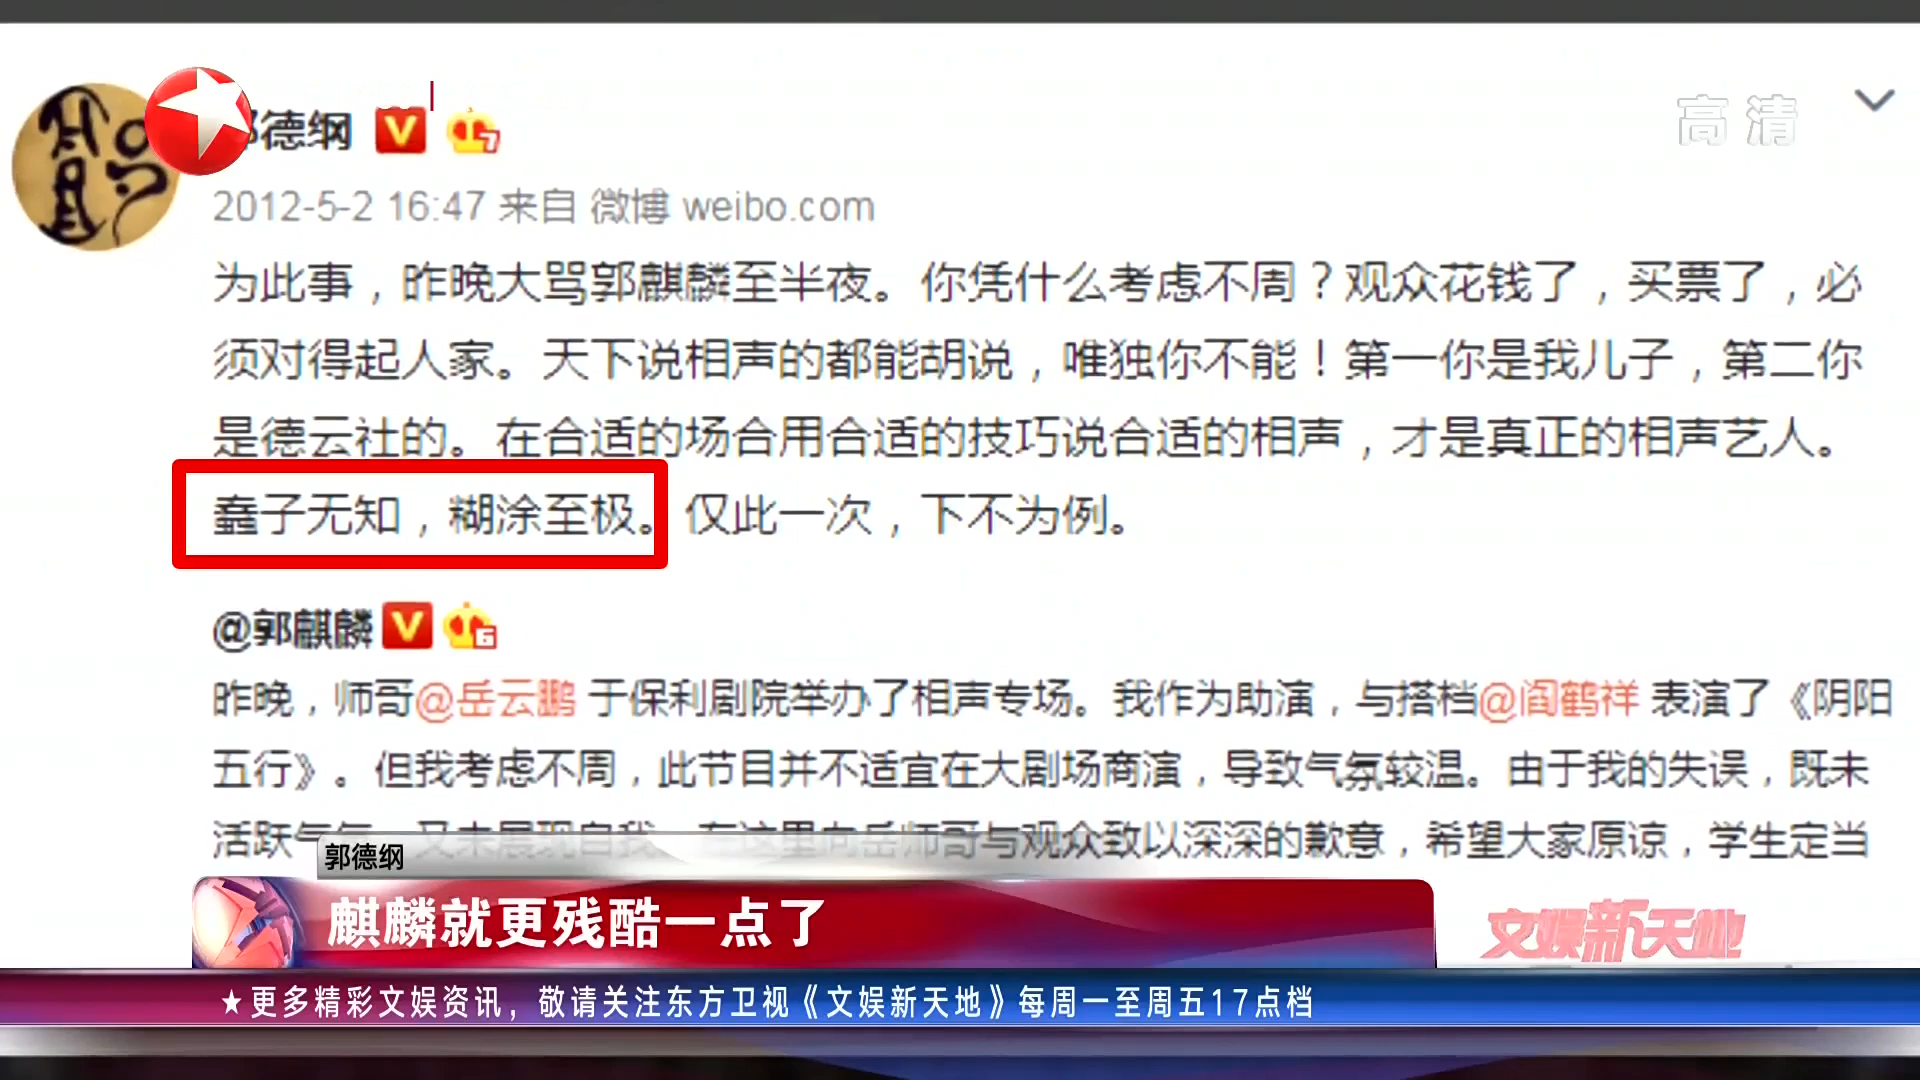 德纲
高清
2012-5-2 16:47 来自 微博 weibo.com
为此事，昨晚大骂郭麒麟至半夜。你凭什么考虑不周？观众花钱了，买票了，必
须对得起人家。天下说相声的都能胡说，唯独你不能！第一你是我儿子，第二你
是德云社的。在合适的场合用合适的技巧说合适的相声，才是真正的相声艺人。
蠢子无知，糊涂至极。仅此一次，下不为例。
@郭麒麟
昨晚，师哥@岳云鹏 于保利剧院举办了相声专场。我作为助演，与搭档@阎鹤祥 表演了《阴阳
五行》。但我考虑不周，此节目并不适宜在大剧场商演，导致气氛较温。由于我的失误，既未
活跃气氛，又未展现自我。在这里向岳师哥与观众致以深深的歉意，希望大家原谅，学生定当
郭德纲
麒麟就更残酷一点了
文娱新天地
★更多精彩文娱资讯，敬请关注东方卫视《文娱新天地》每周一至周五17点档